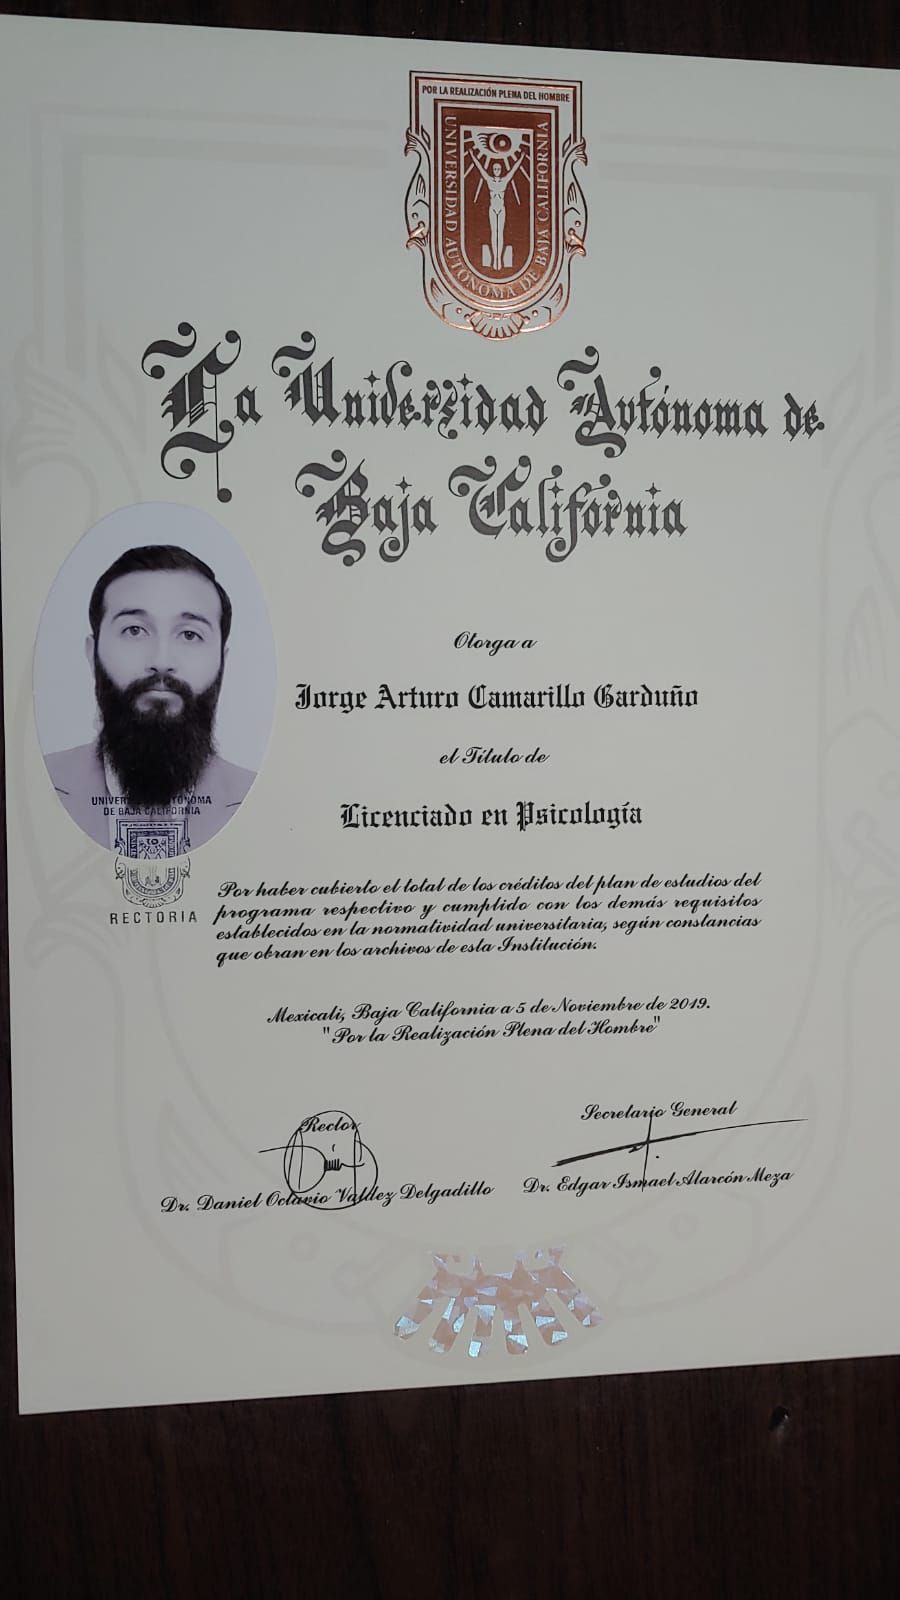 POR LA REALIZACIÓN PLENA DEL HOMBRE
UNIVERSIDAD AUTÓNOMA DE BAJA CALIFORNIA
La Universidad Autónoma de
Baja California
Otorga a
Jorge Arturo Camarillo Garduño
el Título de
Licenciado en Psicología
UNIVERSIDAD AUTÓNOMA
DE BAJA CALIFORNIA
RECTORIA
Por haber cubierto el total de los créditos del plan de estudios del
programa respectivo y cumplido con los demás requisitos
establecidos en la normatividad universitaria, según constancias
que obran en los archivos de esta Institución.
Mexicali, Baja California a 5 de Noviembre de 2019.
"Por la Realización Plena del Hombre"
Rector
Dr. Daniel Octavio Valdez Delgadillo
Secretario General
Dr. Edgar Ismael Alarcón Meza